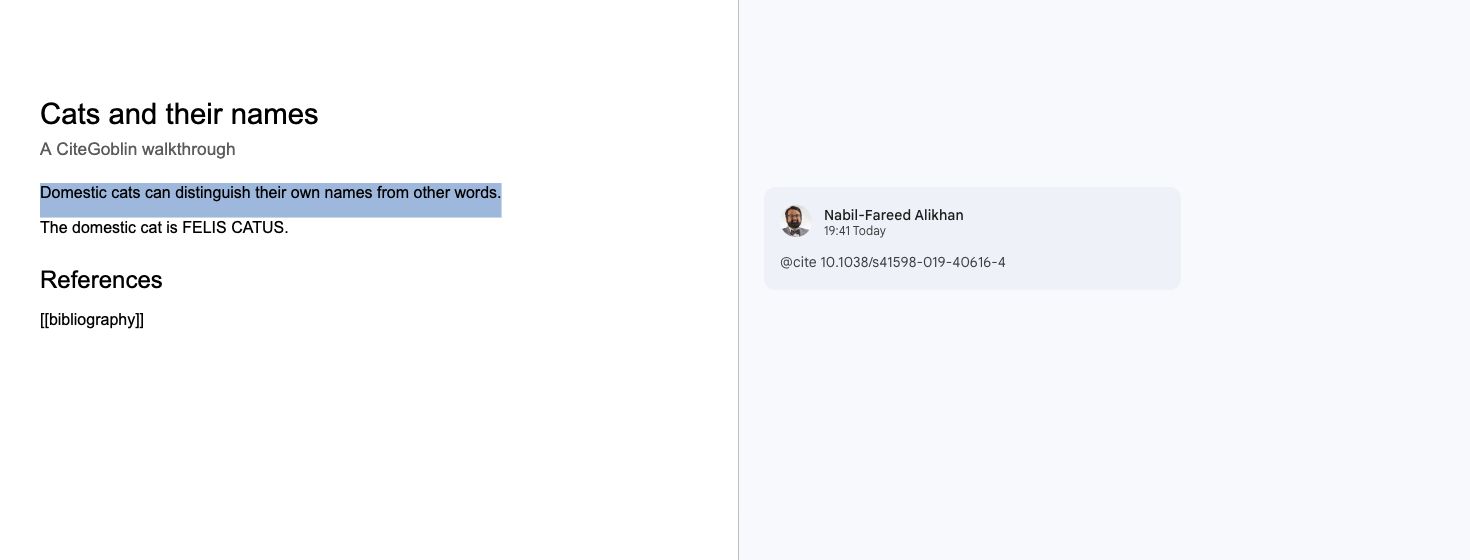 Cats and their names
A CiteGoblin walkthrough
Domestic cats can distinguish their own names from other words.
The domestic cat is FELIS CATUS.
References
[[bibliography]]
Nabil-Fareed Alikhan
19:41 Today
@cite 10.1038/s41598-019-40616-4